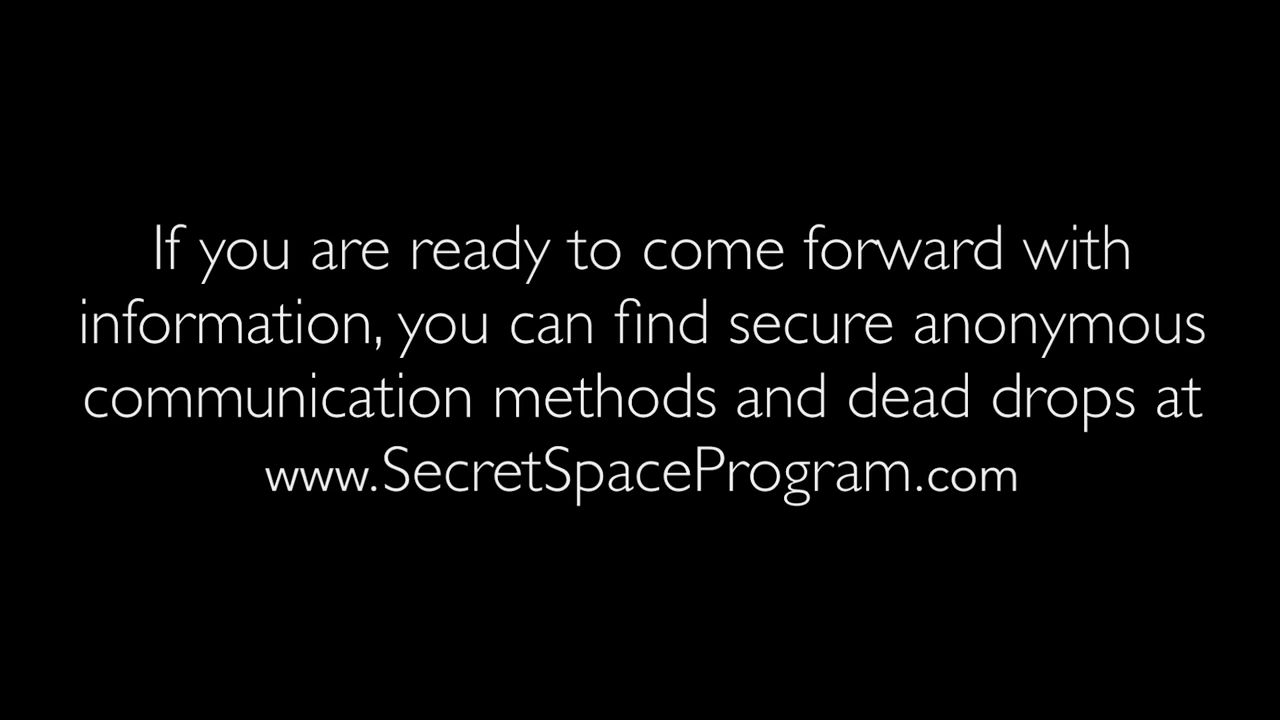 If you are ready to come forward with
information, you can find secure anonymous
communication methods and dead drops at
www.SecretSpaceProgram.com